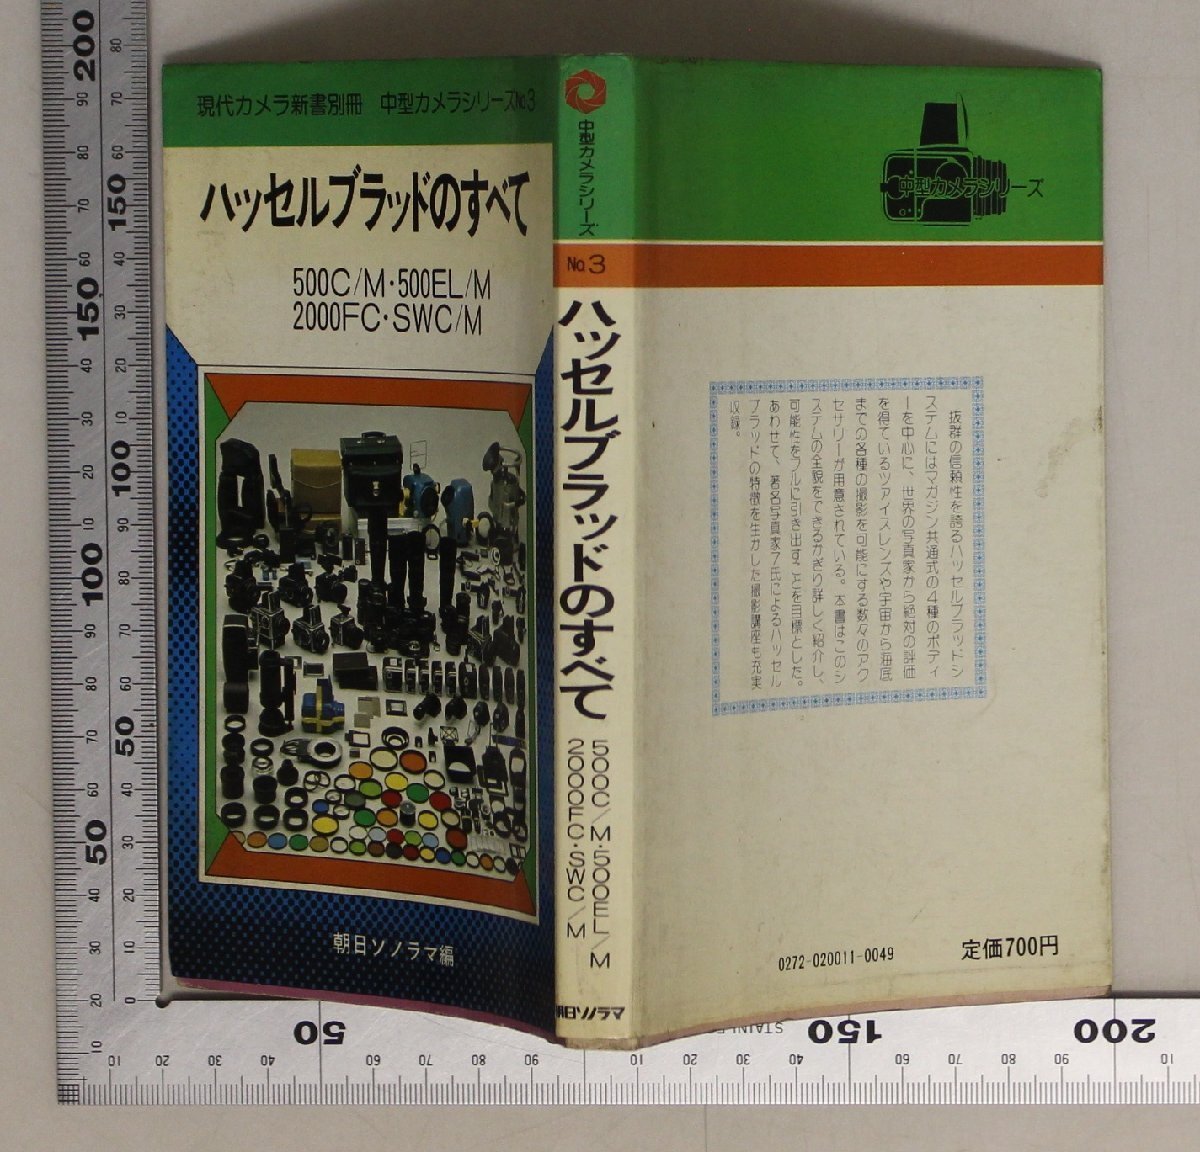 現代カメラ新書別冊　中型カメラシリーズNo3
ハッセルブラッドのすべて
500C/M・500EL/M
2000FC・SWC/M
朝日ソノラマ編
中型カメラシリーズ
No3
ハッセルブラッドのすべて
500C/M・500EL/M
2000FC・SWC/M
朝日ソノラマ
中型カメラシリーズ
抜群の信頼性を誇るハッセルブラッドシ
ステムにはマガジン共通式の4種のボディ
ーを中心に、世界の写真家から絶対の評価
を得ているツァイスレンズや宇宙から海底
までの各種の撮影を可能にする数々のアク
セサリーが用意されている。本書はこのシ
ステムの全貌をできるかぎり詳しく紹介し、
可能性をフルに引き出すことを目標とした。
あわせて、著名写真家7氏によるハッセル
ブラッドの特徴を生かした撮影講座も充実
収録。
0272-020011-0049
定価700円
200
150
150
100
100
50
50
50
150
200
STAINL